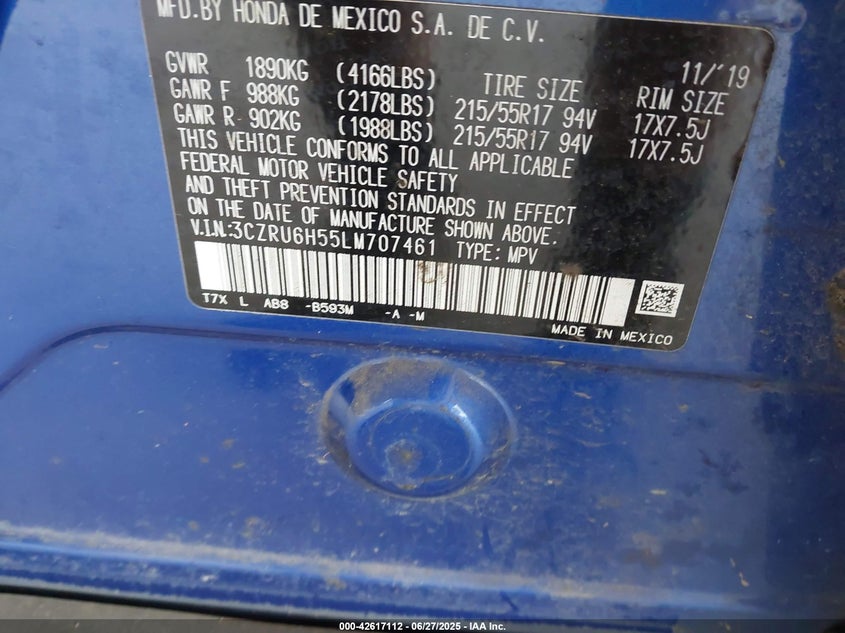 MFD.BY HONDA DE MEXICO S.A. DE C.V.
11/'19
GVWR 1890KG (4166LBS) TIRE SIZE RIM SIZE
GAWR F 988KG (2178LBS) 215/55R17 94V 17X7.5J
GAWR R 902KG (1988LBS) 215/55R17 94V 17X7.5J
THIS VEHICLE CONFORMS TO ALL APPLICABLE
FEDERAL MOTOR VEHICLE SAFETY
AND THEFT PREVENTION STANDARDS IN EFFECT
ON THE DATE OF MANUFACTURE SHOWN ABOVE.
V.I.N:3CZRU6H55LM707461 TYPE: MPV
T7X L AB8 -B593M -A -M
MADE IN MEXICO
000-42617112 - 06/27/2025 - IAA Inc.